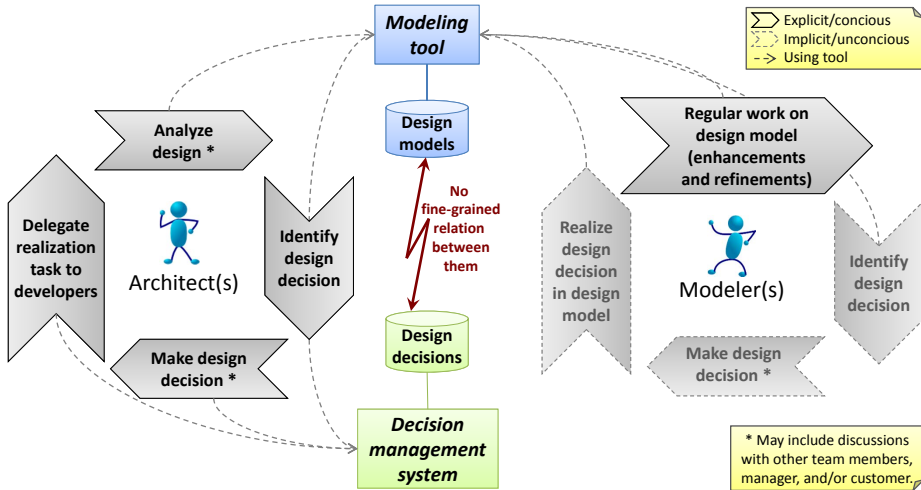 Modeling
tool
Explicit/concious
Implicit/unconcious
Using tool
Analyze
design *
Design
models
Regular work on
design model
(enhancements
and refinements)
Delegate
realization
task to
developers
Architect(s)
Identify
design
decision
No
fine-grained
relation
between
them
Realize
design
decision
in design
model
Modeler(s)
Identify
design
decision
Make design
decision *
Design
decisions
Make design
decision *
Decision
management
system
* May include discussions
with other team members,
manager, and/or customer.